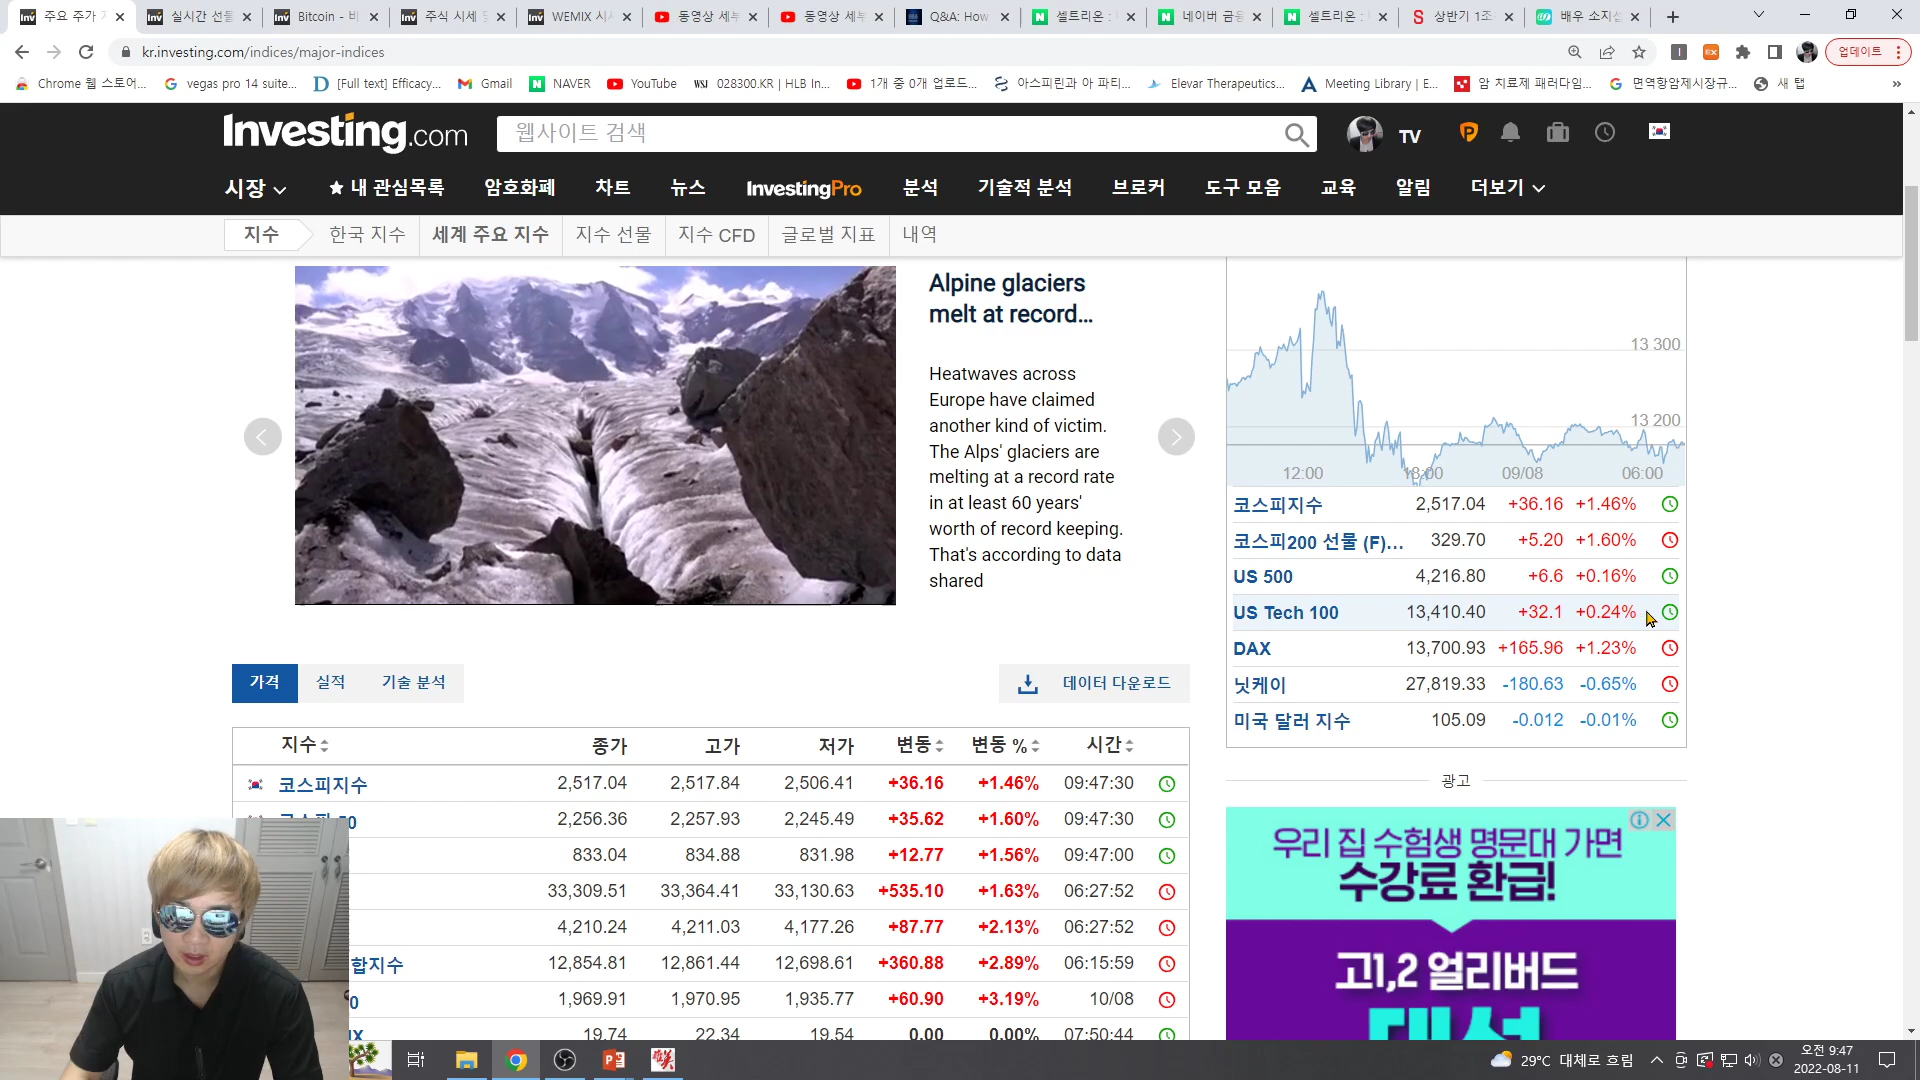 주요 주가 지
실시간 선물
Bitcoin - 비
주식 시세 및
WEMIX 시세
동영상 세부
동영상 세부
Q&A: How
셀트리온 :
네이버 금융
셀트리온 :
상반기 1조
배우 소지섭
kr.investing.com/indices/major-indices
업데이트
Chrome 웹 스토어...
vegas pro 14 suite...
[Full text] Efficacy...
Gmail
NAVER
YouTube
WSJ 028300.KR | HLB In...
1개 중 0개 업로드...
아스피린과 아 파티...
Elevar Therapeutics...
Meeting Library | E...
암 치료제 패러다임...
면역항암제시장규...
새 탭
Investing.com
웹사이트 검색
TV
시장
내 관심목록
암호화폐
차트
뉴스
InvestingPro
분석
기술적 분석
브로커
도구 모음
교육
알림
더보기
지수
한국 지수
세계 주요 지수
지수 선물
지수 CFD
글로벌 지표
내역
Alpine glaciers
melt at record...
Heatwaves across
Europe have claimed
another kind of victim.
The Alps' glaciers are
melting at a record rate
in at least 60 years'
worth of record keeping.
That's according to data
shared
13 300
13 200
12:00 18:00 09/08 06:00
코스피지수 2,517.04 +36.16 +1.46%
코스피200 선물 (F)... 329.70 +5.20 +1.60%
US 500 4,216.80 +6.6 +0.16%
US Tech 100 13,410.40 +32.1 +0.24%
DAX 13,700.93 +165.96 +1.23%
닛케이 27,819.33 -180.63 -0.65%
미국 달러 지수 105.09 -0.012 -0.01%
가격 실적 기술 분석
데이터 다운로드
지수 종가 고가 저가 변동 변동 % 시간
코스피지수 2,517.04 2,517.84 2,506.41 +36.16 +1.46% 09:47:30
50 2,256.36 2,257.93 2,245.49 +35.62 +1.60% 09:47:30
833.04 834.88 831.98 +12.77 +1.56% 09:47:00
33,309.51 33,364.41 33,130.63 +535.10 +1.63% 06:27:52
4,210.24 4,211.03 4,177.26 +87.77 +2.13% 06:27:52
합지수 12,854.81 12,861.44 12,698.61 +360.88 +2.89% 06:15:59
0 1,969.91 1,970.95 1,935.77 +60.90 +3.19% 10/08
IX 19.74 22.34 19.54 0.00 0.00% 07:50:44
광고
우리 집 수험생 명문대 가면
수강료 환급!
고1,2 얼리버드
29°C 대체로 흐림
오전 9:47
2022-08-11